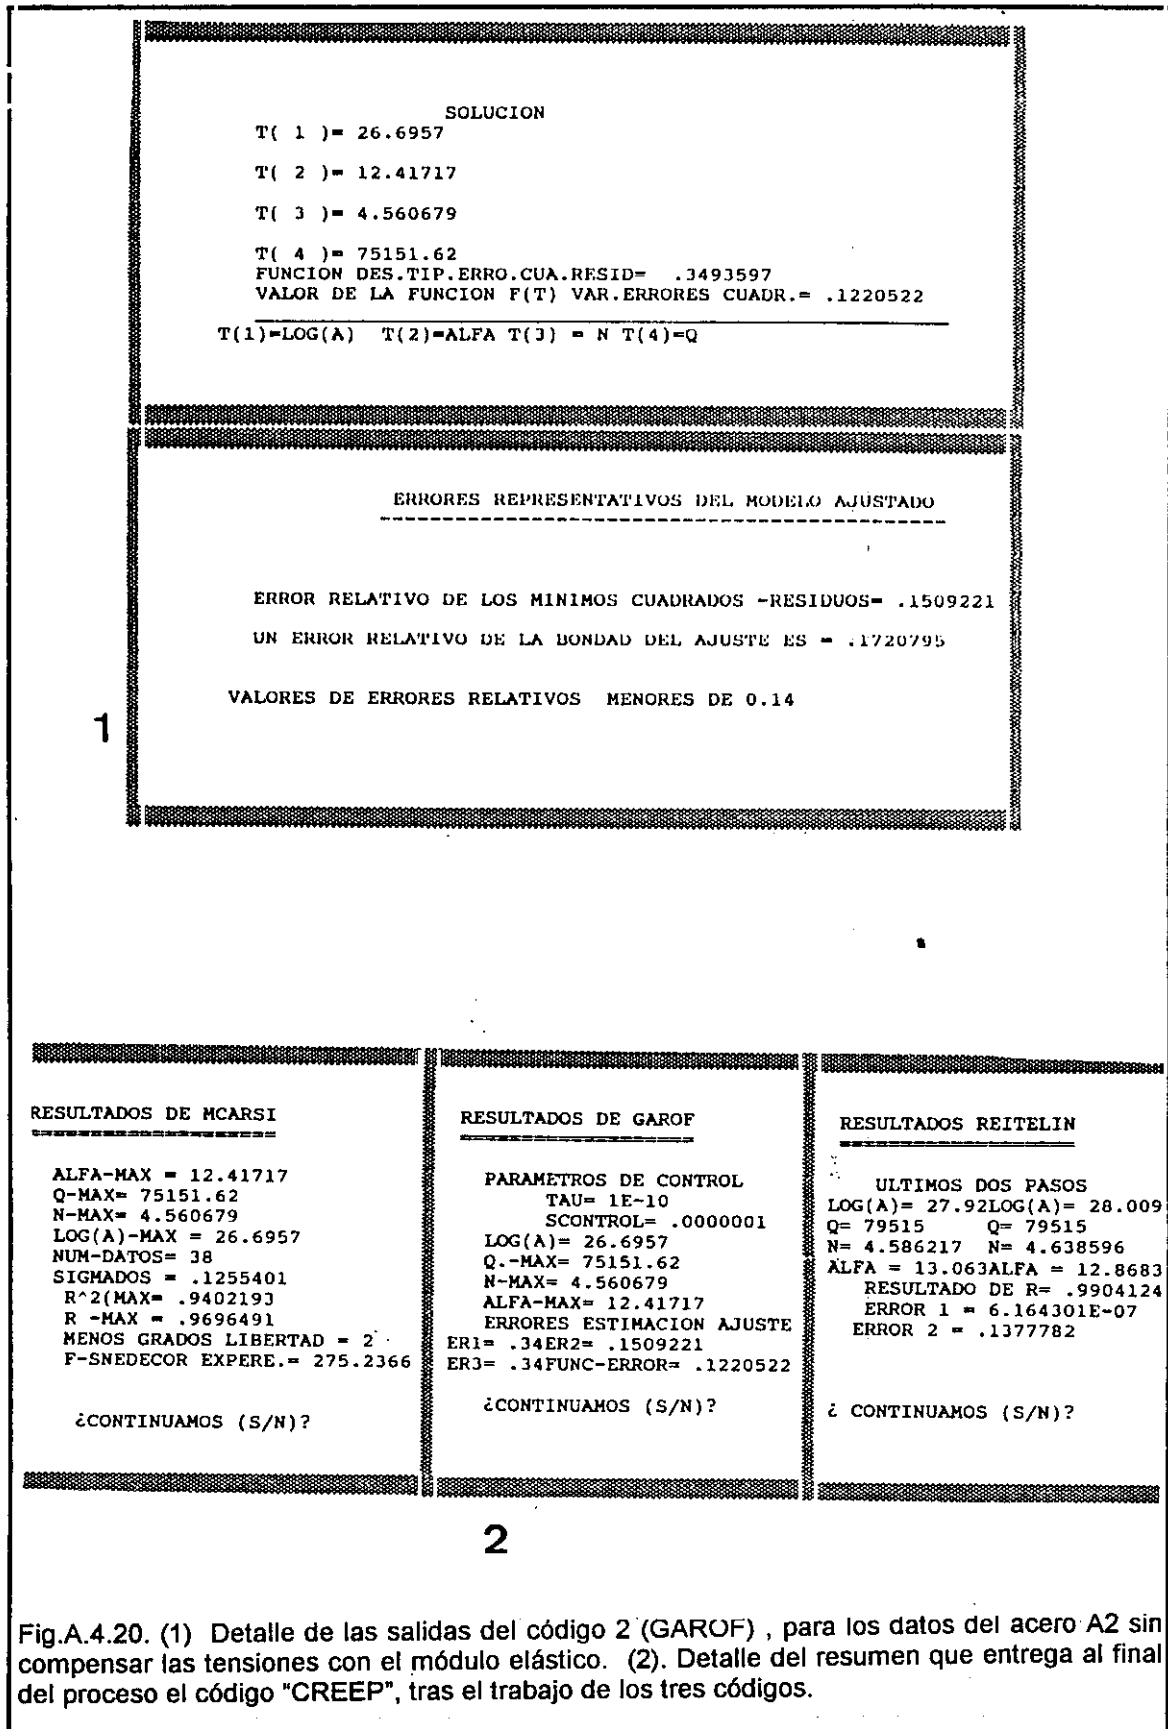 SOLUCION
T( 1 )= 26.6957
T( 2 )= 12.41717
T( 3 )= 4.560679
T( 4 )= 75151.62
FUNCION DES.TIP.ERRO.CUA.RESID= .3493597
VALOR DE LA FUNCION F(T) VAR.ERRORES CUADR.= .1220522
T(1)=LOG(A) T(2)=ALFA T(3) = N T(4)=Q
ERRORES REPRESENTATIVOS DEL MODELO AJUSTADO
ERROR RELATIVO DE LOS MINIMOS CUADRADOS -RESIDUOS= .1509221
UN ERROR RELATIVO DE LA BONDAD DEL AJUSTE ES = .1720795
VALORES DE ERRORES RELATIVOS MENORES DE 0.14
1
RESULTADOS DE MCARSI
ALFA-MAX = 12.41717
Q-MAX= 75151.62
N-MAX= 4.560679
LOG(A)-MAX = 26.6957
NUM-DATOS= 38
SIGMADOS = .1255401
R^2(MAX= .9402193
R -MAX = .9696491
MENOS GRADOS LIBERTAD = 2
F-SNEDECOR EXPERE.= 275.2366
¿CONTINUAMOS (S/N)?
RESULTADOS DE GAROF
PARAMETROS DE CONTROL
TAU= 1E-10
SCONTROL= .0000001
LOG(A)= 26.6957
Q.-MAX= 75151.62
N-MAX= 4.560679
ALFA-MAX= 12.41717
ERRORES ESTIMACION AJUSTE
ER1= .34ER2= .1509221
ER3= .34FUNC-ERROR= .1220522
¿CONTINUAMOS (S/N)?
RESULTADOS REITELIN
ULTIMOS DOS PASOS
LOG(A)= 27.92LOG(A)= 28.009
Q= 79515 Q= 79515
N= 4.586217 N= 4.638596
ALFA = 13.063ALFA = 12.8683
RESULTADO DE R= .9904124
ERROR 1 = 6.164301E-07
ERROR 2 = .1377782
¿ CONTINUAMOS (S/N)?
2
Fig.A.4.20. (1) Detalle de las salidas del código 2 (GAROF) , para los datos del acero A2 sin
compensar las tensiones con el módulo elástico. (2). Detalle del resumen que entrega al final
del proceso el código "CREEP", tras el trabajo de los tres códigos.